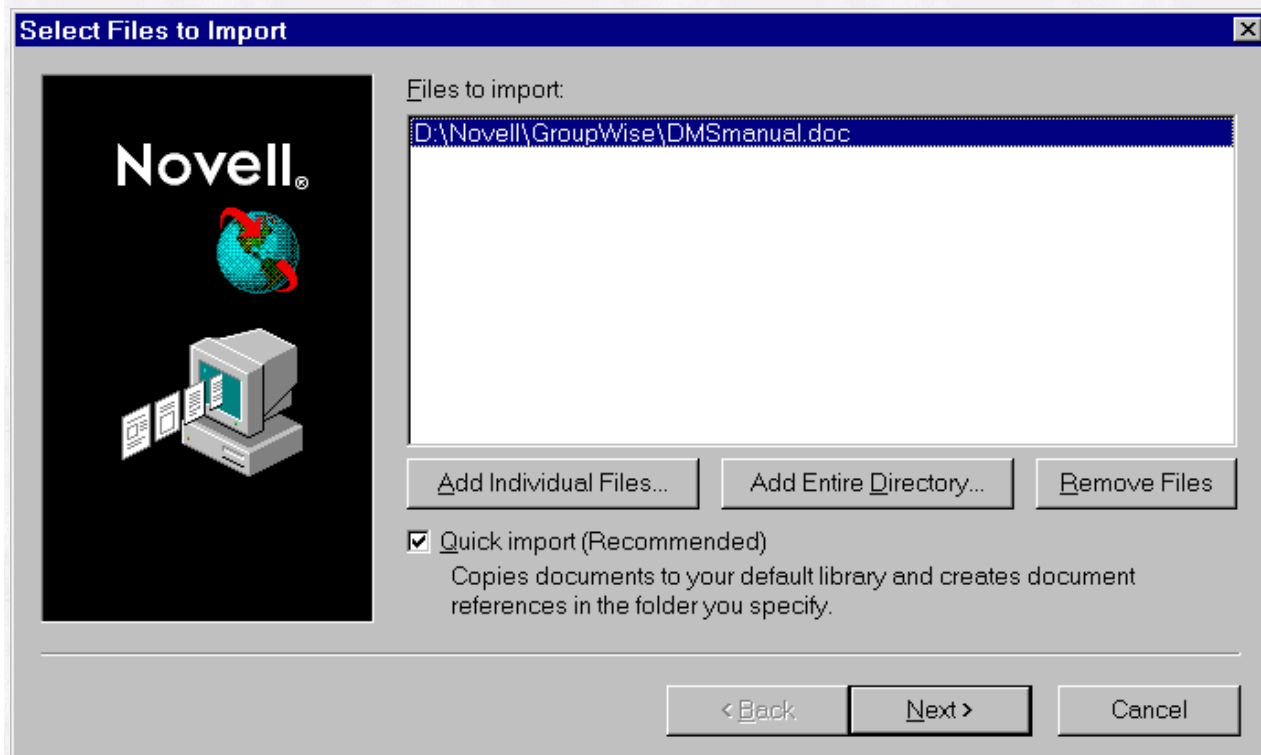 Select Files to Import
Novell®
Files to import:
D:\Novell\GroupWise\DMSmanual.doc
Add Individual Files... Add Entire Directory... Remove Files
Quick import (Recommended)
Copies documents to your default library and creates document
references in the folder you specify.
< Back Next > Cancel